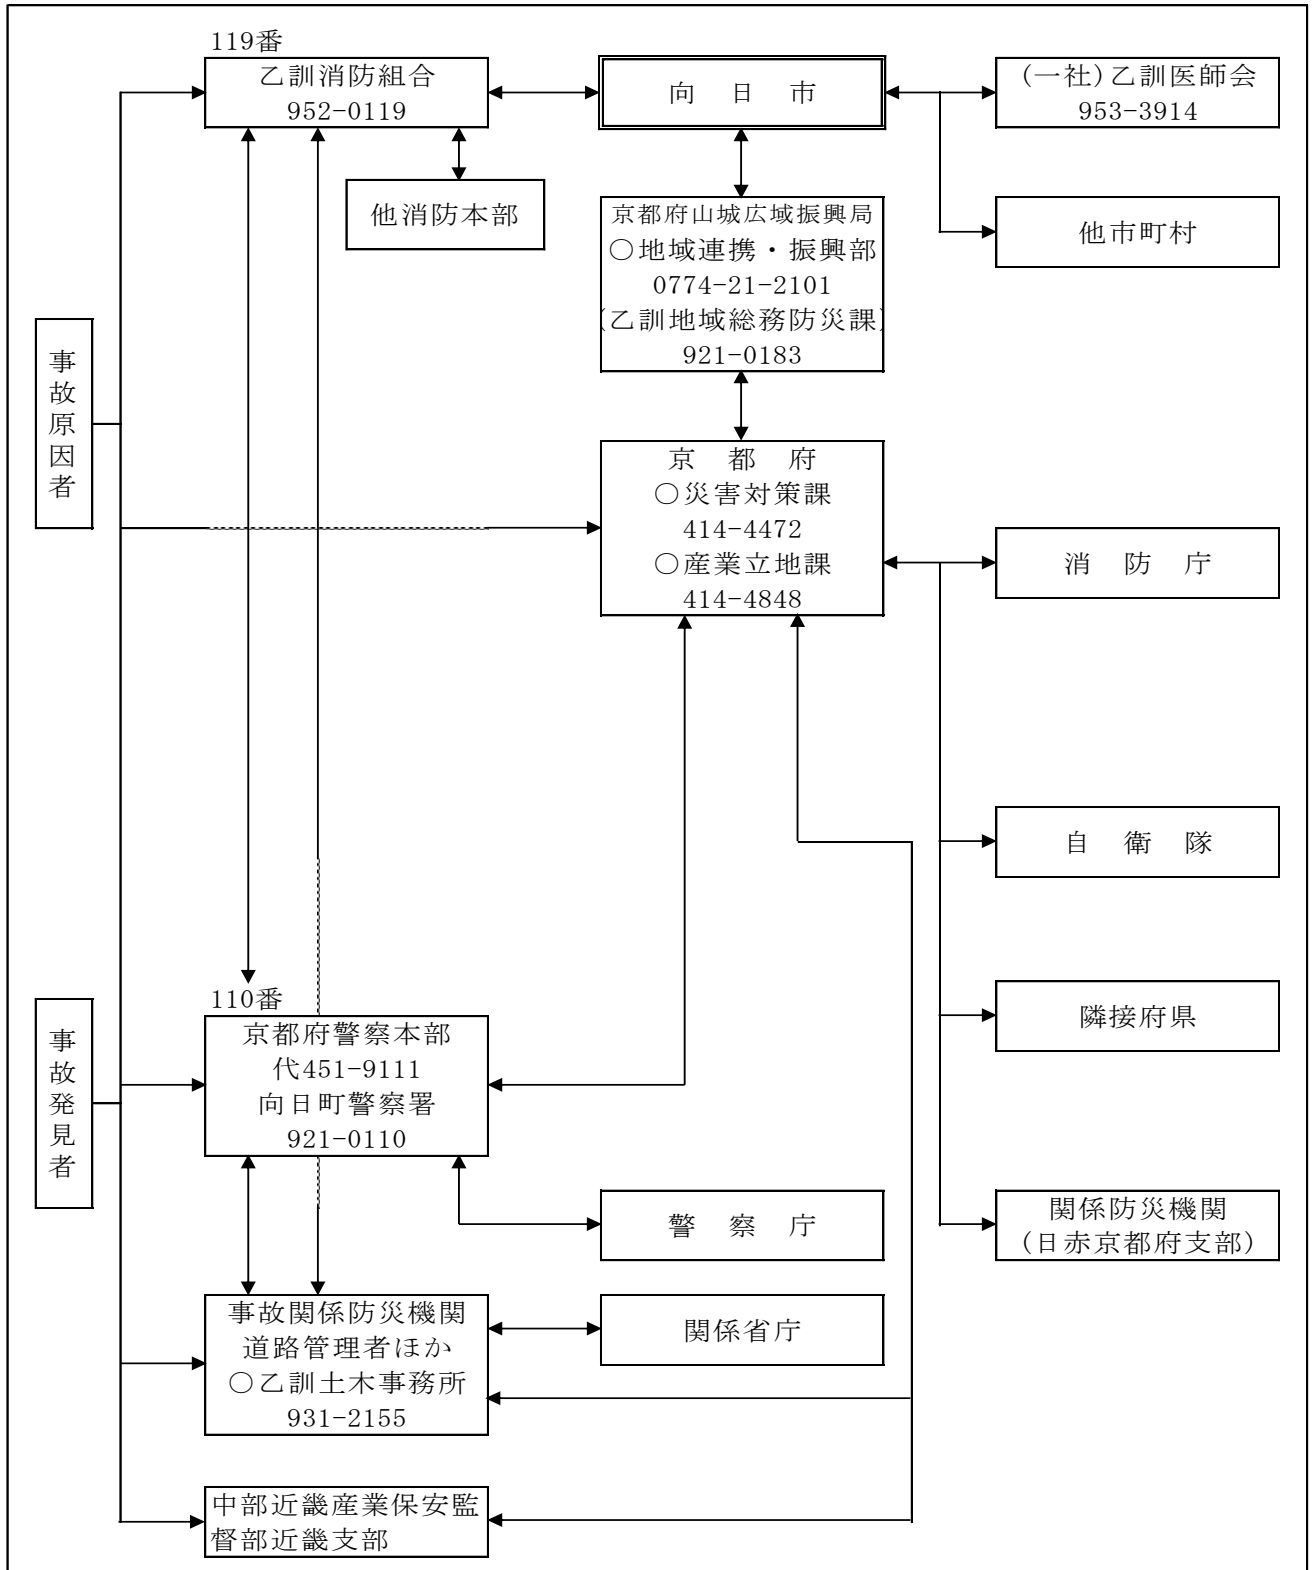 119番
乙訓消防組合
952-0119
向　日　市
(一社)乙訓医師会
953-3914
他消防本部
京都府山城広域振興局
○地域連携・振興部
0774-21-2101
(乙訓地域総務防災課)
921-0183
他市町村
事故原因者
京　都　府
○災害対策課
414-4472
○産業立地課
414-4848
消　防　庁
自　衛　隊
事故発見者
110番
京都府警察本部
代451-9111
向日町警察署
921-0110
隣接府県
警　察　庁
関係防災機関
(日赤京都府支部)
事故関係防災機関
道路管理者ほか
○乙訓土木事務所
931-2155
関係省庁
中部近畿産業保安監
督部近畿支部